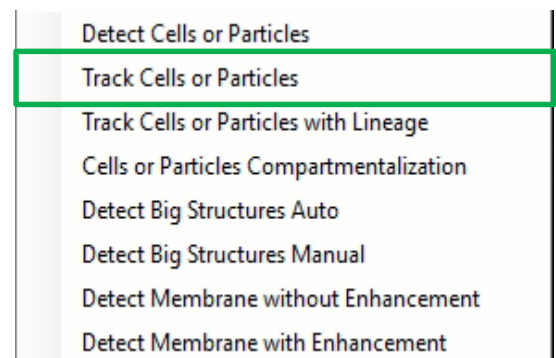 Detect Cells or Particles
Track Cells or Particles
Track Cells or Particles with Lineage
Cells or Particles Compartmentalization
Detect Big Structures Auto
Detect Big Structures Manual
Detect Membrane without Enhancement
Detect Membrane with Enhancement